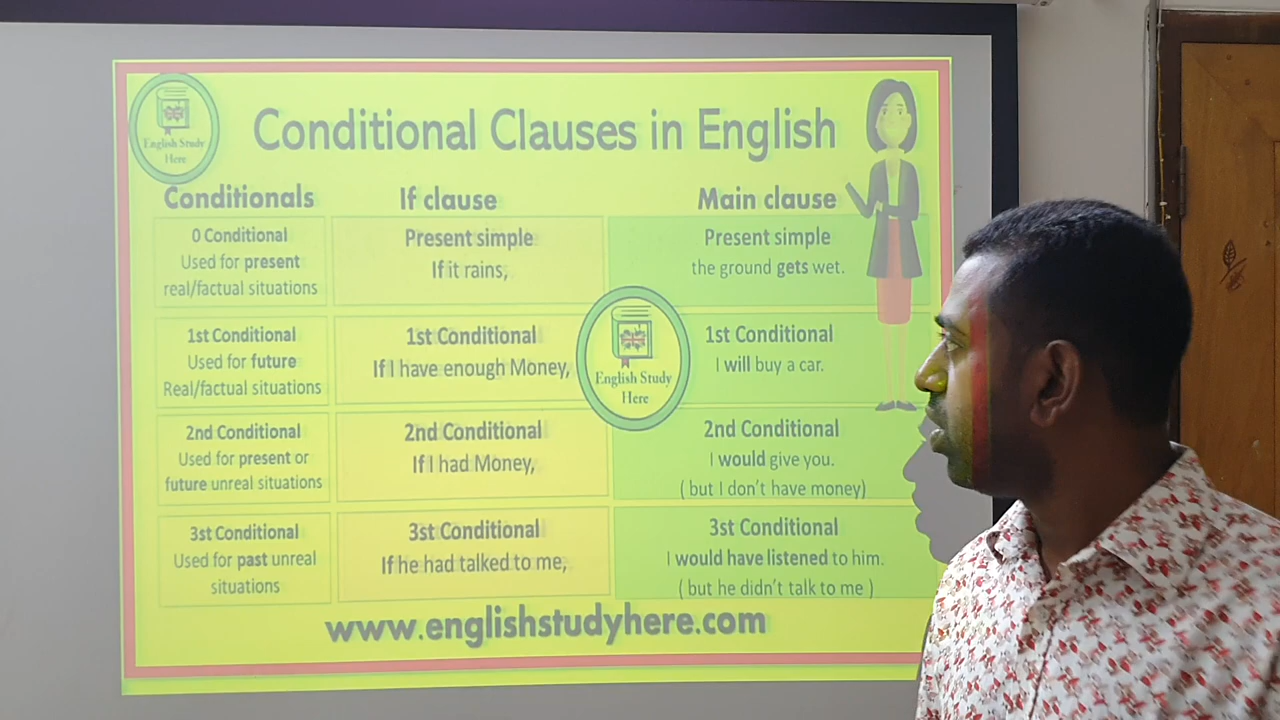 English Study
Here
Conditional Clauses in English
Conditionals
If clause
Main clause
0 Conditional
Used for present
real/factual situations
Present simple
If it rains,
Present simple
the ground gets wet.
1st Conditional
Used for future
Real/factual situations
1st Conditional
If I have enough Money,
English Study
Here
1st Conditional
I will buy a car.
2nd Conditional
Used for present or
future unreal situations
2nd Conditional
If I had Money,
2nd Conditional
I would give you.
( but I don't have money)
3st Conditional
Used for past unreal
situations
3st Conditional
If he had talked to me,
3st Conditional
I would have listened to him.
( but he didn't talk to me )
www.englishstudyhere.com